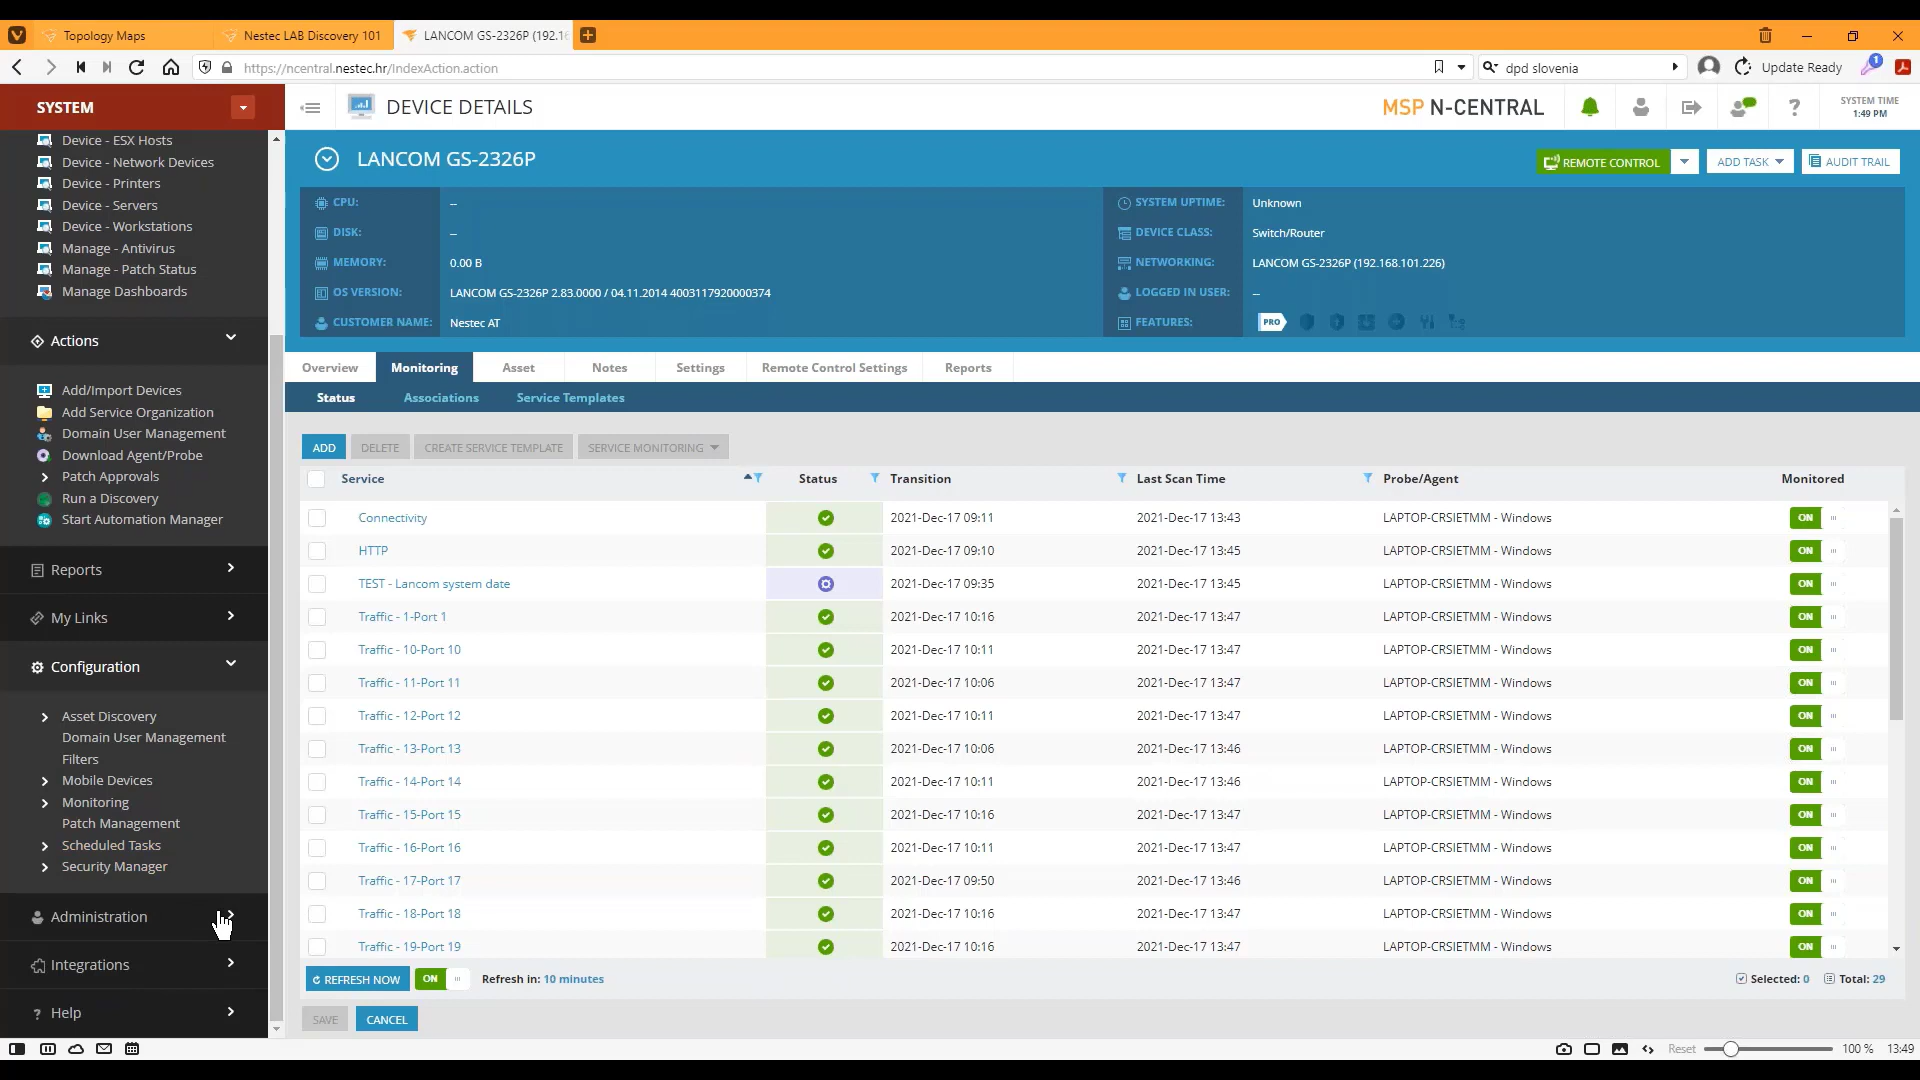 Topology Maps
Nestec LAB Discovery 101
LANCOM GS-2326P (192.16
https://ncentral.nestec.hr/IndexAction.action
dpd slovenia
Update Ready
1
SYSTEM
DEVICE DETAILS
MSP N-CENTRAL
?
SYSTEM TIME
1:49 PM
Device - ESX Hosts
Device - Network Devices
Device - Printers
Device - Servers
Device - Workstations
Manage - Antivirus
Manage - Patch Status
Manage Dashboards
Actions
Add/Import Devices
Add Service Organization
Domain User Management
Download Agent/Probe
Patch Approvals
Run a Discovery
Start Automation Manager
Reports
My Links
Configuration
Asset Discovery
Domain User Management
Filters
Mobile Devices
Monitoring
Patch Management
Scheduled Tasks
Security Manager
Administration
Integrations
? Help
LANCOM GS-2326P
REMOTE CONTROL
ADD TASK
AUDIT TRAIL
CPU: --
DISK: --
MEMORY: 0.00 B
OS VERSION: LANCOM GS-2326P 2.83.0000 / 04.11.2014 4003117920000374
CUSTOMER NAME: Nestec AT
SYSTEM UPTIME: Unknown
DEVICE CLASS: Switch/Router
NETWORKING: LANCOM GS-2326P (192.168.101.226)
LOGGED IN USER: --
FEATURES: PRO
Overview Monitoring Asset Notes Settings Remote Control Settings Reports
Status Associations Service Templates
ADD DELETE CREATE SERVICE TEMPLATE SERVICE MONITORING
Service Status Transition Last Scan Time Probe/Agent Monitored
Connectivity 2021-Dec-17 09:11 2021-Dec-17 13:43 LAPTOP-CRSIETMM - Windows ON
HTTP 2021-Dec-17 09:10 2021-Dec-17 13:45 LAPTOP-CRSIETMM - Windows ON
TEST - Lancom system date 2021-Dec-17 09:35 2021-Dec-17 13:45 LAPTOP-CRSIETMM - Windows ON
Traffic - 1-Port 1 2021-Dec-17 10:16 2021-Dec-17 13:47 LAPTOP-CRSIETMM - Windows ON
Traffic - 10-Port 10 2021-Dec-17 10:11 2021-Dec-17 13:47 LAPTOP-CRSIETMM - Windows ON
Traffic - 11-Port 11 2021-Dec-17 10:06 2021-Dec-17 13:47 LAPTOP-CRSIETMM - Windows ON
Traffic - 12-Port 12 2021-Dec-17 10:11 2021-Dec-17 13:47 LAPTOP-CRSIETMM - Windows ON
Traffic - 13-Port 13 2021-Dec-17 10:06 2021-Dec-17 13:46 LAPTOP-CRSIETMM - Windows ON
Traffic - 14-Port 14 2021-Dec-17 10:11 2021-Dec-17 13:46 LAPTOP-CRSIETMM - Windows ON
Traffic - 15-Port 15 2021-Dec-17 10:16 2021-Dec-17 13:47 LAPTOP-CRSIETMM - Windows ON
Traffic - 16-Port 16 2021-Dec-17 10:11 2021-Dec-17 13:47 LAPTOP-CRSIETMM - Windows ON
Traffic - 17-Port 17 2021-Dec-17 09:50 2021-Dec-17 13:46 LAPTOP-CRSIETMM - Windows ON
Traffic - 18-Port 18 2021-Dec-17 10:16 2021-Dec-17 13:47 LAPTOP-CRSIETMM - Windows ON
Traffic - 19-Port 19 2021-Dec-17 10:16 2021-Dec-17 13:47 LAPTOP-CRSIETMM - Windows ON
REFRESH NOW ON Refresh in: 10 minutes Selected: 0 Total: 29
SAVE CANCEL
Reset 100 % 13:49